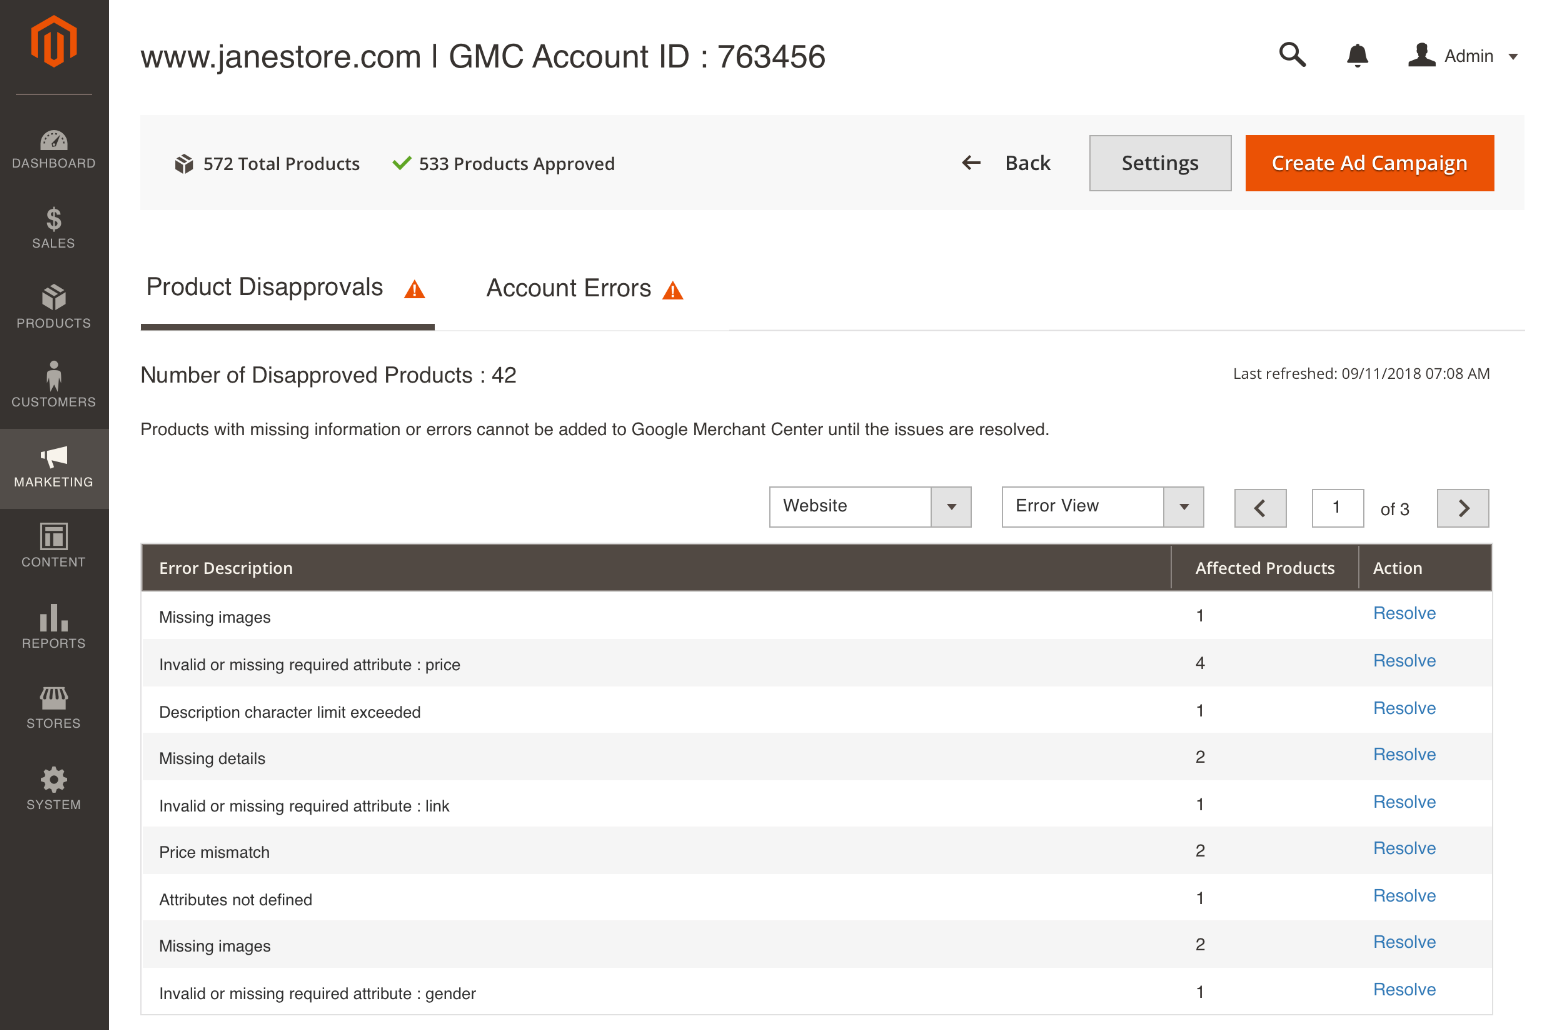 www.janestore.com | GMC Account ID : 763456
Admin
572 Total Products
533 Products Approved
Back
Settings
Create Ad Campaign
DASHBOARD
SALES
PRODUCTS
CUSTOMERS
MARKETING
CONTENT
REPORTS
STORES
SYSTEM
Product Disapprovals
Account Errors
Number of Disapproved Products : 42
Last refreshed: 09/11/2018 07:08 AM
Products with missing information or errors cannot be added to Google Merchant Center until the issues are resolved.
Website
Error View
1 of 3
Error Description Affected Products Action
Missing images 1 Resolve
Invalid or missing required attribute : price 4 Resolve
Description character limit exceeded 1 Resolve
Missing details 2 Resolve
Invalid or missing required attribute : link 1 Resolve
Price mismatch 2 Resolve
Attributes not defined 1 Resolve
Missing images 2 Resolve
Invalid or missing required attribute : gender 1 Resolve